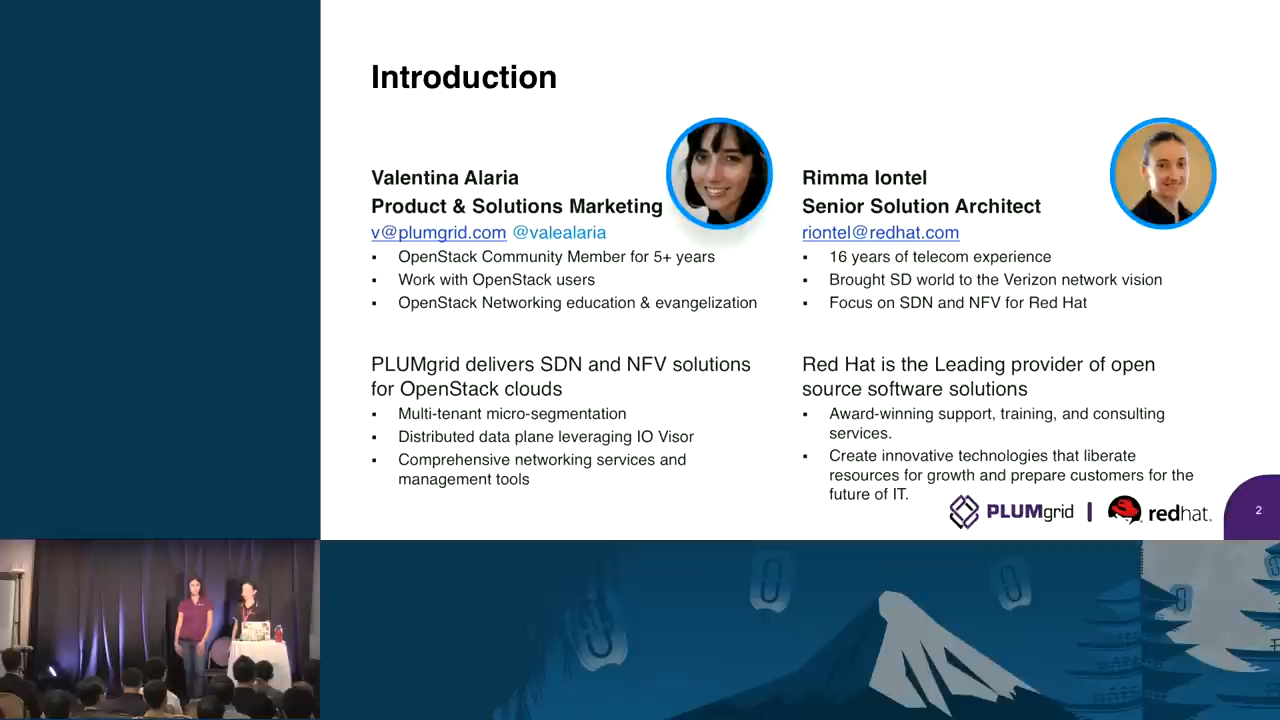 Introduction
Valentina Alaria
Product & Solutions Marketing
v@plumgrid.com @valealaria
▪ OpenStack Community Member for 5+ years
▪ Work with OpenStack users
▪ OpenStack Networking education & evangelization
PLUMgrid delivers SDN and NFV solutions
for OpenStack clouds
▪ Multi-tenant micro-segmentation
▪ Distributed data plane leveraging IO Visor
▪ Comprehensive networking services and
management tools
Rimma Iontel
Senior Solution Architect
riontel@redhat.com
▪ 16 years of telecom experience
▪ Brought SD world to the Verizon network vision
▪ Focus on SDN and NFV for Red Hat
Red Hat is the Leading provider of open
source software solutions
▪ Award-winning support, training, and consulting
services.
▪ Create innovative technologies that liberate
resources for growth and prepare customers for the
future of IT.
PLUMgrid | redhat.
2